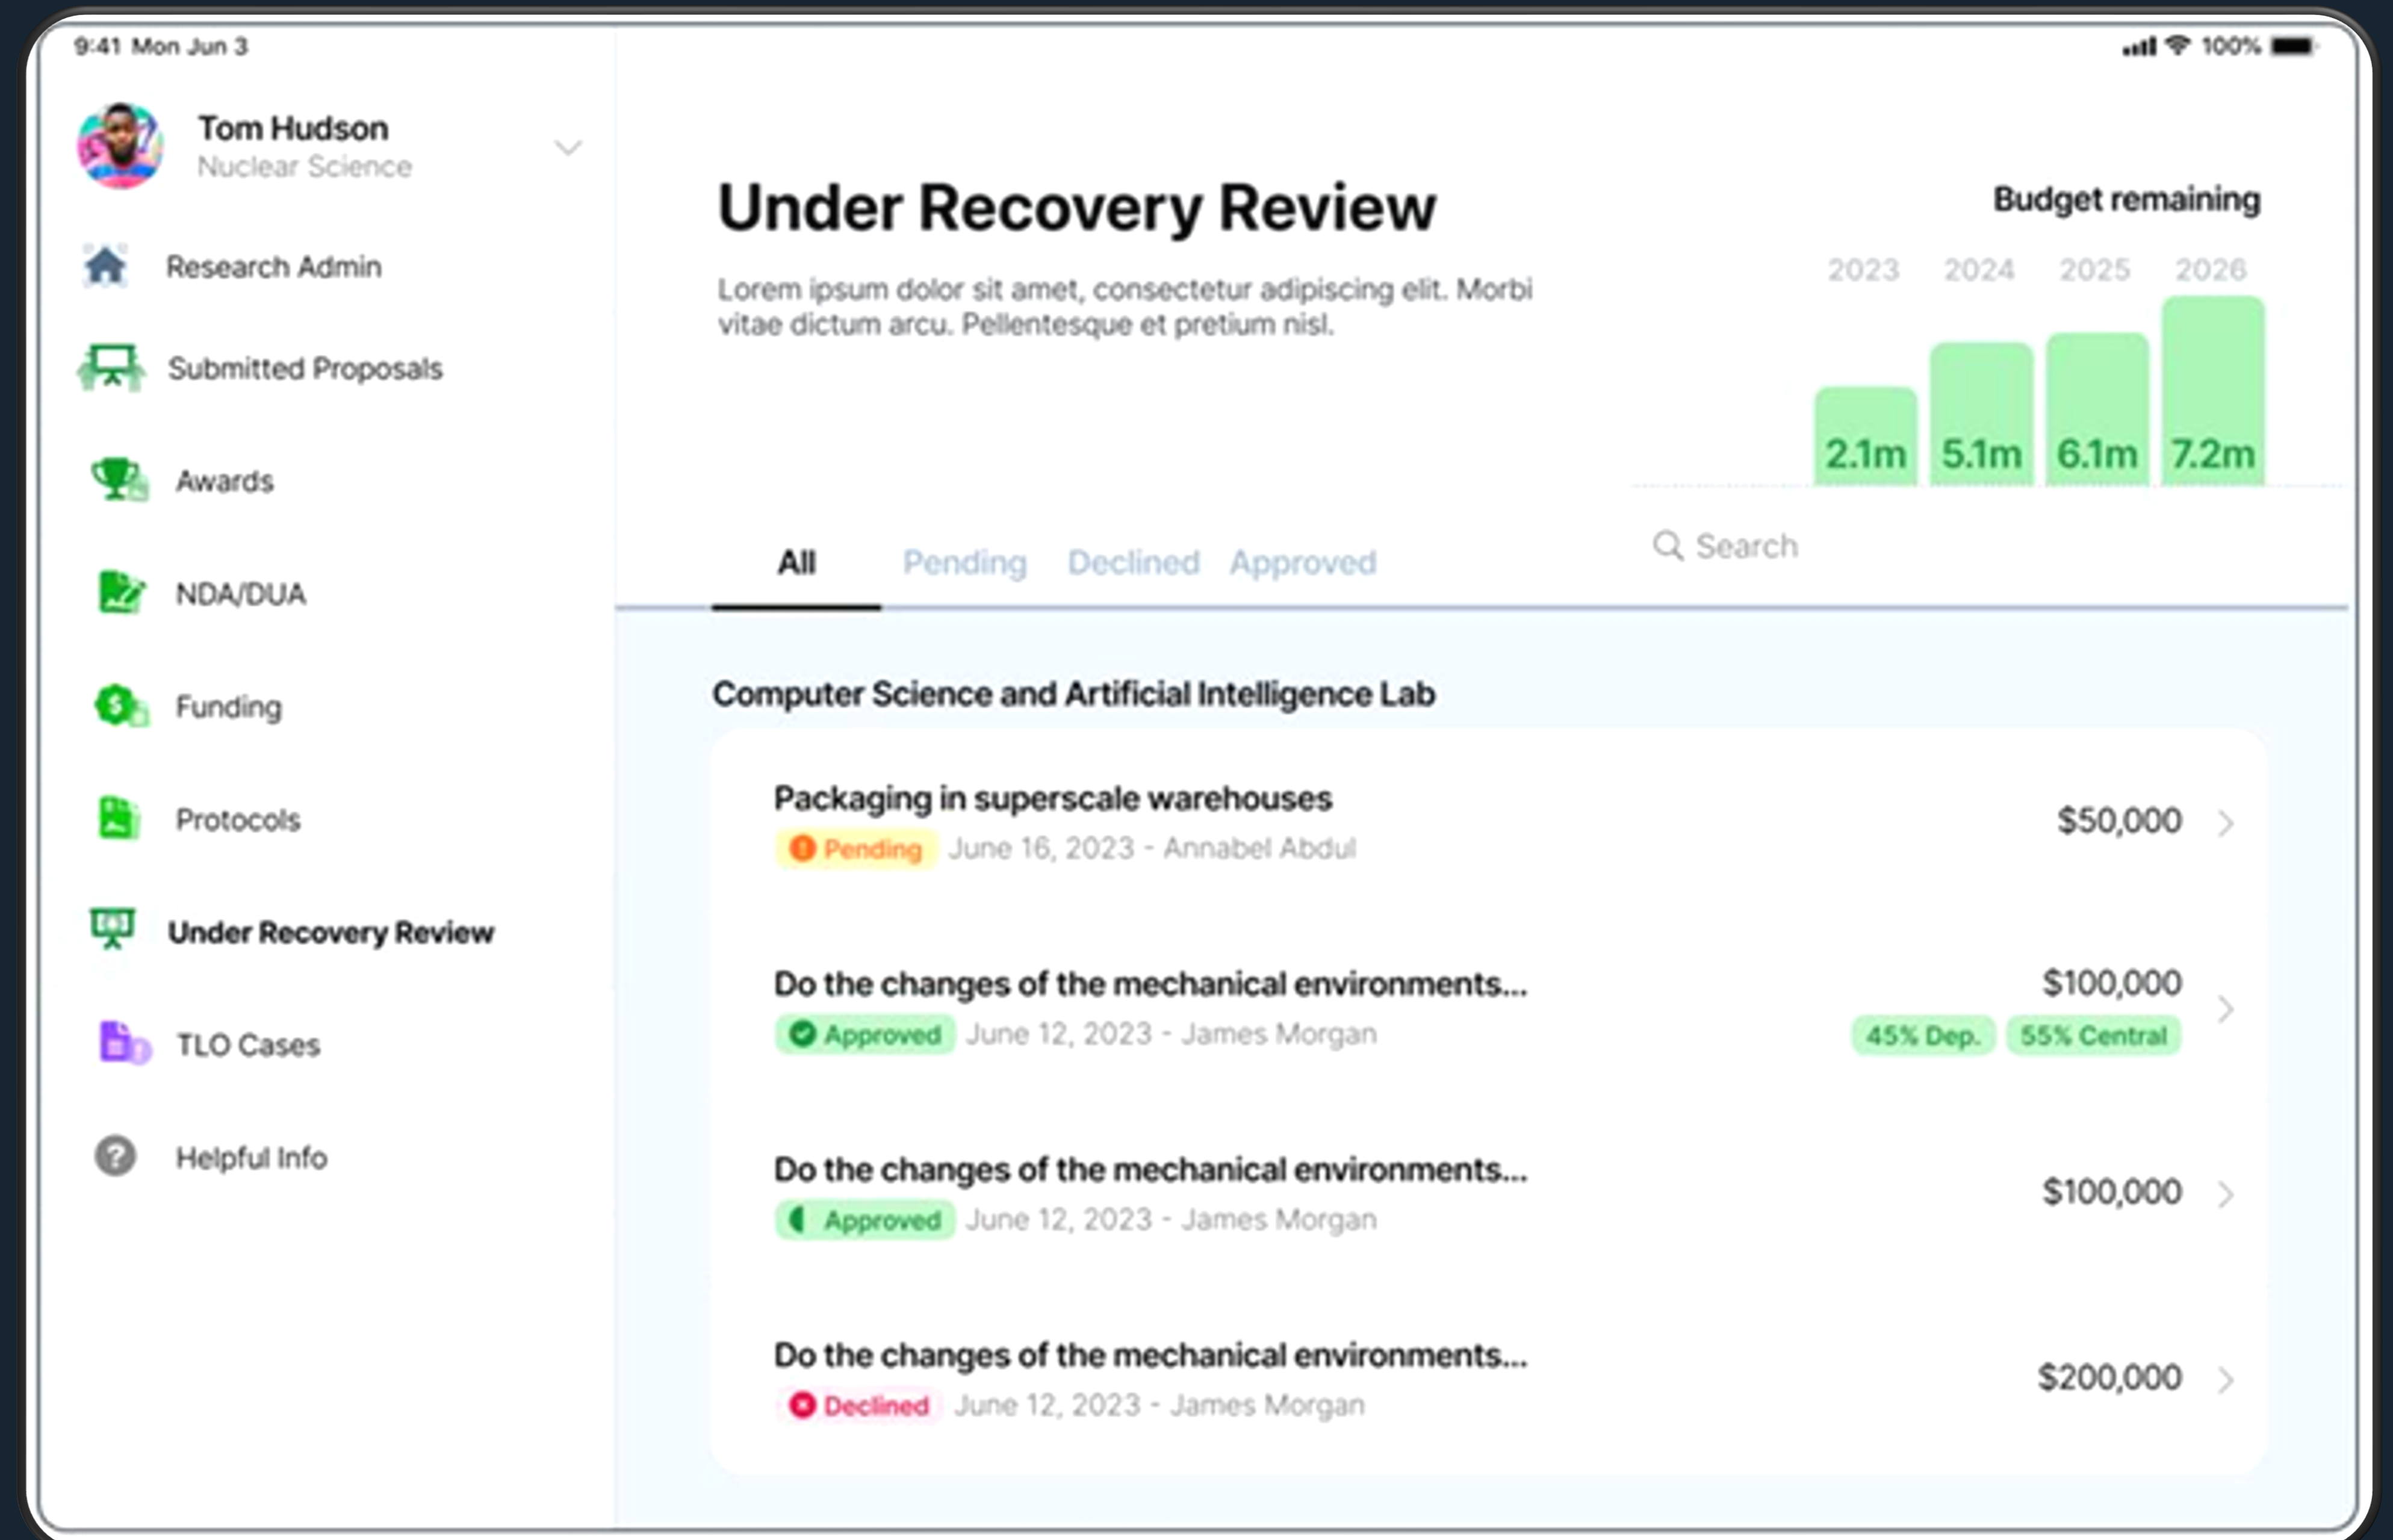 9:41 Mon Jun 3
100%
Tom Hudson
Nuclear Science
Research Admin
Submitted Proposals
Awards
NDA/DUA
Funding
Protocols
Under Recovery Review
TLO Cases
Helpful Info
Under Recovery Review
Lorem ipsum dolor sit amet, consectetur adipiscing elit. Morbi
vitae dictum arcu. Pellentesque et pretium nisl.
Budget remaining
2023 2024 2025 2026
2.1m 5.1m 6.1m 7.2m
All Pending Declined Approved
Search
Computer Science and Artificial Intelligence Lab
Packaging in superscale warehouses
Pending June 16, 2023 - Annabel Abdul
$50,000
Do the changes of the mechanical environments...
Approved June 12, 2023 - James Morgan
$100,000
45% Dep. 55% Central
Do the changes of the mechanical environments...
Approved June 12, 2023 - James Morgan
$100,000
Do the changes of the mechanical environments...
Declined June 12, 2023 - James Morgan
$200,000